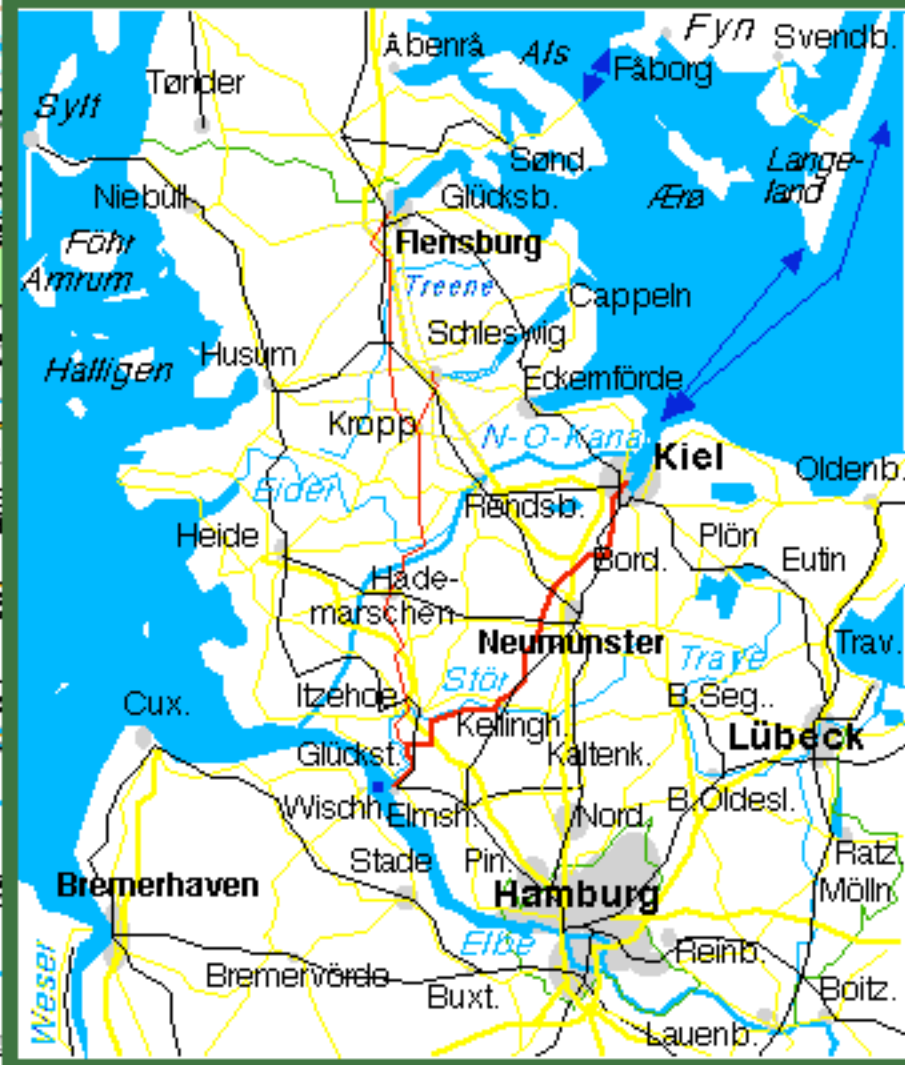 Fyn
Svendb.
Åbenrå
Als
Fåborg
Tønder
Sylt
Sønd.
Lange-
land
Ærø
Niebüll
Glücksb.
Föhr
Flensburg
Amrum
Treene
Cappeln
Schleswig
Husum
Halligen
Eckernförde
Kropp
N-O-Kana
Kiel
Oldenb.
Eider
Rendsb.
Heide
Plön
Bord.
Eutin
Hade-
marschen
Neumünster
Trave
Trav.
Itzehoe
Stör
B.Seg..
Cux.
Kellingh.
Lübeck
Glückst.
Kaltenk.
Wischh.
Elmsh.
Nord.
B.Oldesl.
Stade
Pin.
Ratz.
Bremerhaven
Hamburg
Mölln
Elbe
Reinb.
Weser
Bremervörde
Buxt.
Boitz.
Lauenb.